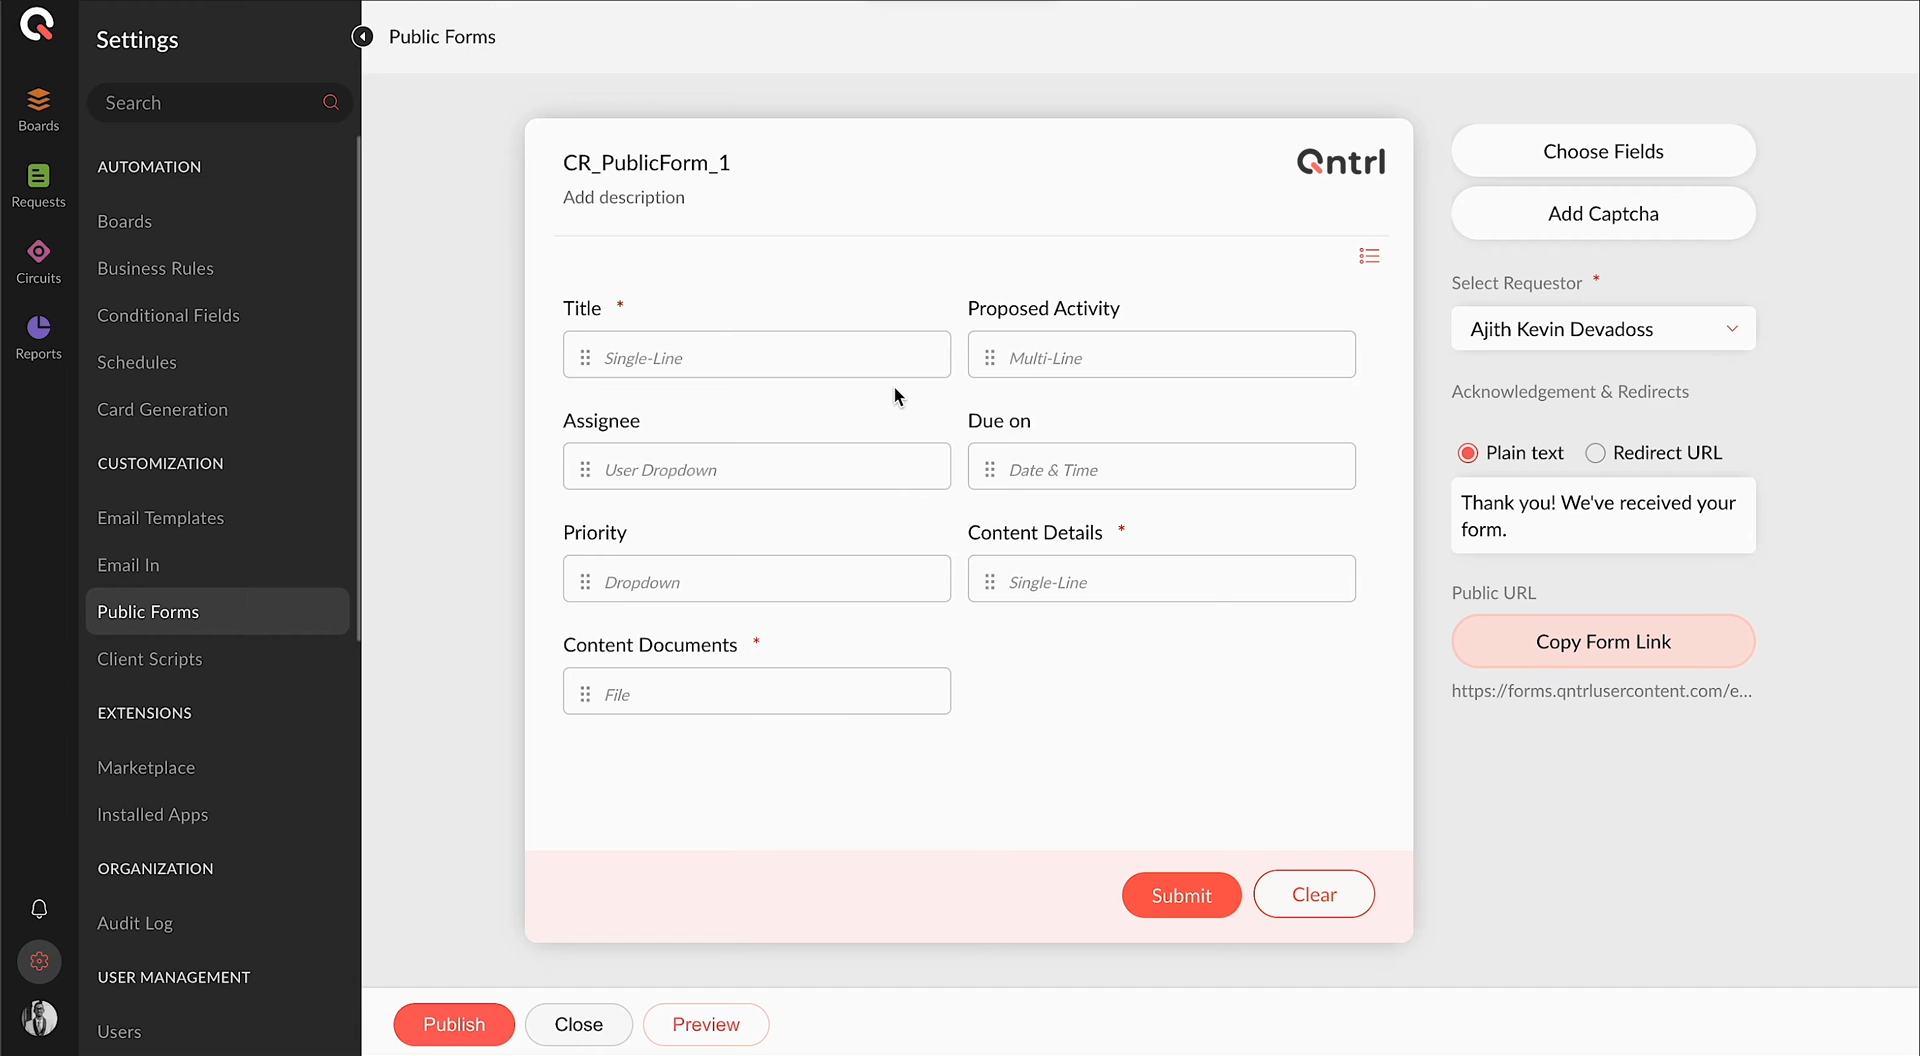 Boards
Requests
Circuits
Reports
Settings
Search
AUTOMATION
Boards
Business Rules
Conditional Fields
Schedules
Card Generation
CUSTOMIZATION
Email Templates
Email In
Public Forms
Client Scripts
EXTENSIONS
Marketplace
Installed Apps
ORGANIZATION
Audit Log
USER MANAGEMENT
Users
Public Forms
CR_PublicForm_1
Add description
Qntrl
Title *
Single-Line
Proposed Activity
Multi-Line
Assignee
User Dropdown
Due on
Date & Time
Priority
Dropdown
Content Details *
Single-Line
Content Documents *
File
Submit
Clear
Choose Fields
Add Captcha
Select Requestor *
Ajith Kevin Devadoss
Acknowledgement & Redirects
Plain text
Redirect URL
Thank you! We've received your
form.
Public URL
Copy Form Link
https://forms.qntrlusercontent.com/e...
Publish
Close
Preview